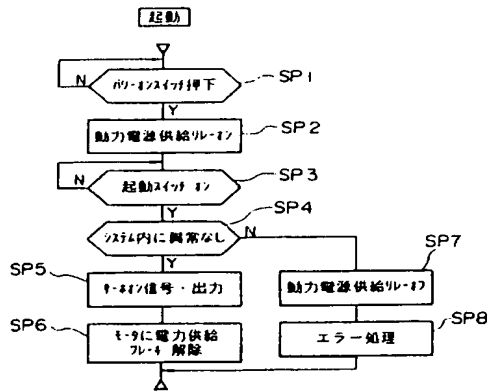 起動
パワーオンスイッチ押下
SP1
N
Y
動力電源供給リレーオン
SP2
起動スイッチ オン
SP3
N
Y
SP4
システム内に異常なし
N
Y
SP5
サーボオン信号・出力
SP7
動力電源供給リレーオフ
SP6
モータに電力供給
ブレーキ 解除
SP8
エラー処理